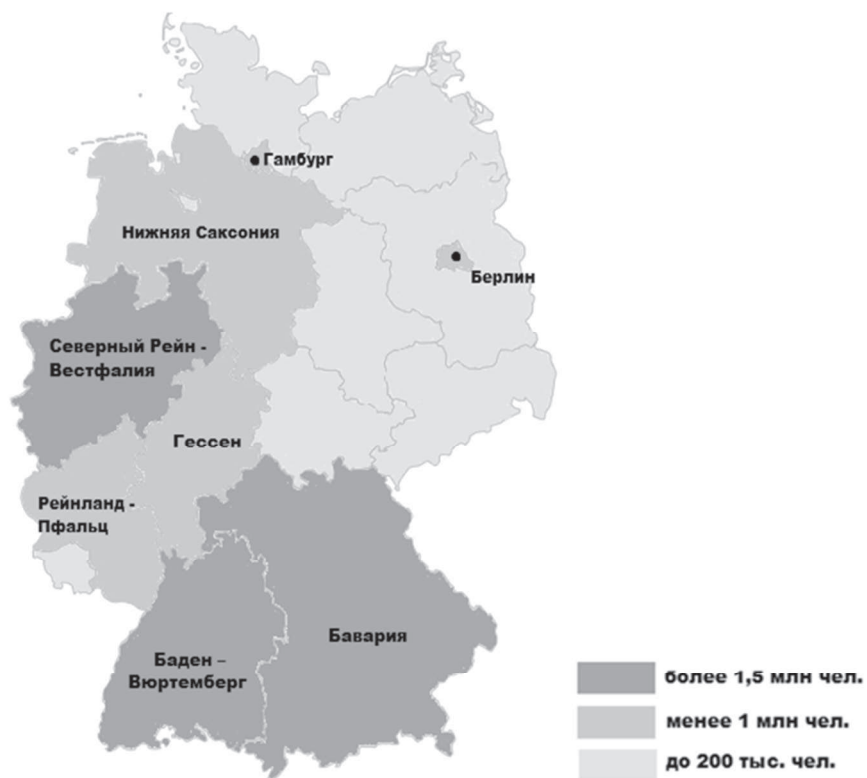 Гамбург
Нижняя Саксония
Берлин
Северный Рейн -
Вестфалия
Гессен
Рейнланд -
Пфальц
Бавария
Баден –
Вюртемберг
более 1,5 млн чел.
менее 1 млн чел.
до 200 тыс. чел.